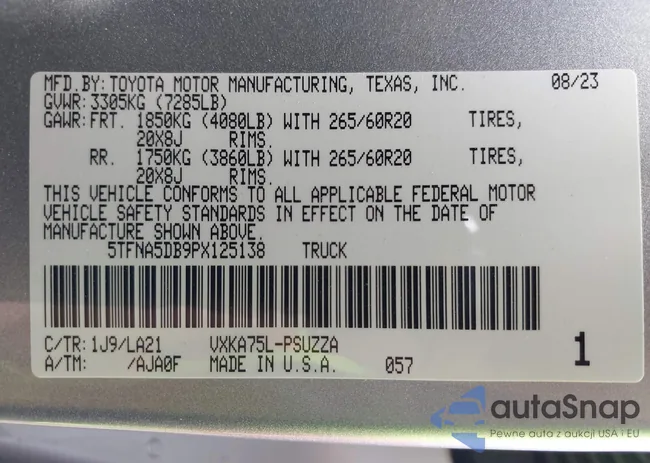 MFD.BY:TOYOTA MOTOR MANUFACTURING, TEXAS, INC. 08/23
GVWR:3305KG (7285LB)
GAWR:FRT. 1850KG (4080LB) WITH 265/60R20 TIRES,
20X8J RIMS.
RR. 1750KG (3860LB) WITH 265/60R20 TIRES,
20X8J RIMS.
THIS VEHICLE CONFORMS TO ALL APPLICABLE FEDERAL MOTOR
VEHICLE SAFETY STANDARDS IN EFFECT ON THE DATE OF
MANUFACTURE SHOWN ABOVE.
5TFNA5DB9PX125138 TRUCK
C/TR:1J9/LA21 VXKA75L-PSUZZA
A/TM: /AJA0F MADE IN U.S.A. 057 1
autaSnap
Pewne auta z aukcji USA i EU